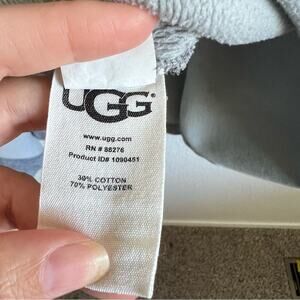 UGG®
www.ugg.com
RN # 88276
Product ID# 1090451
30% COTTON
70% POLYESTER